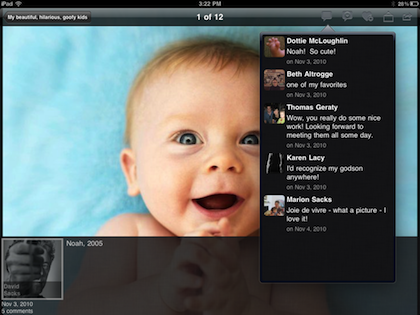 iPad
3:22 PM
26%
My beautiful, hilarious, goofy kids
1 of 12
Dottie McLoughlin
Noah! So cute!
on Nov 3, 2010
Beth Altrogge
one of my favorites
on Nov 3, 2010
Thomas Geraty
Wow, you really do some nice
work! Looking forward to
meeting them all some day.
on Nov 3, 2010
Karen Lacy
I'd recognize my godson
anywhere!
on Nov 3, 2010
Marion Sacks
Joie de vivre - what a picture - I
love it!
on Nov 4, 2010
Noah, 2005
David
Sacks
Nov 3, 2010
5 comments